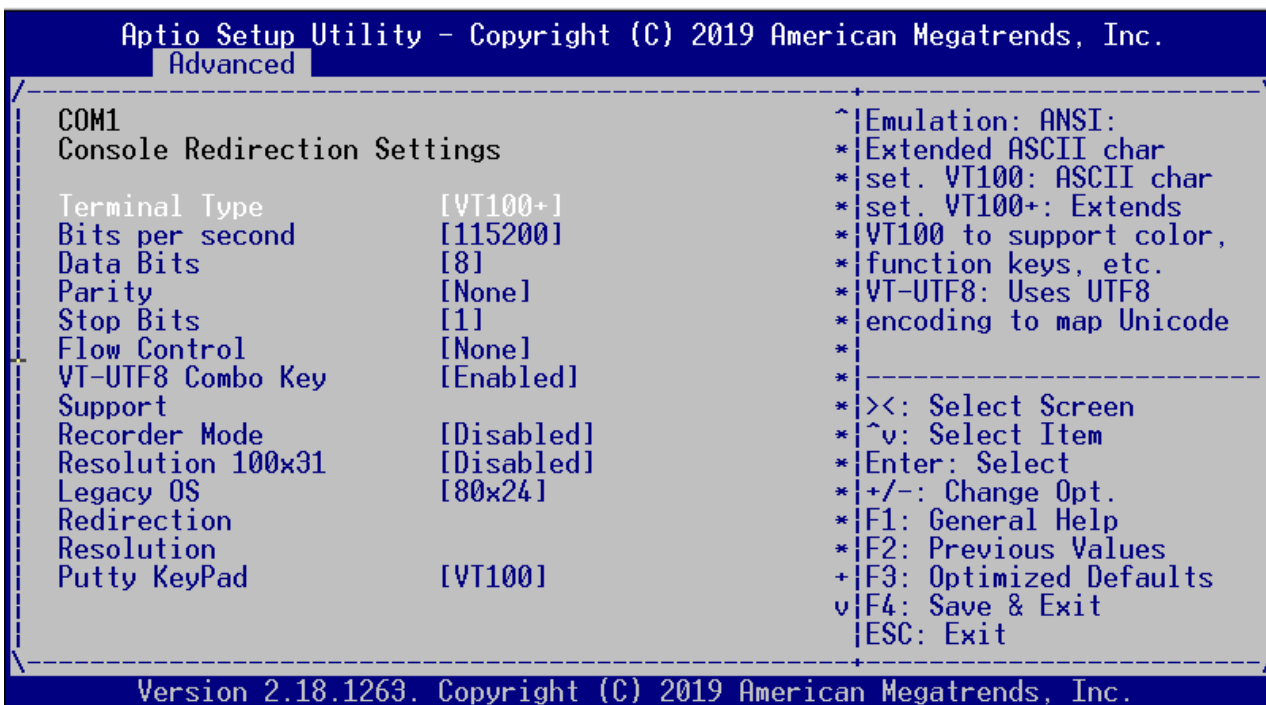 Aptio Setup Utility - Copyright (C) 2019 American Megatrends, Inc.
Advanced
COM1
Console Redirection Settings
Terminal Type [VT100+]
Bits per second [115200]
Data Bits [8]
Parity [None]
Stop Bits [1]
Flow Control [None]
VT-UTF8 Combo Key [Enabled]
Support
Recorder Mode [Disabled]
Resolution 100x31 [Disabled]
Legacy OS [80x24]
Redirection
Resolution
Putty KeyPad [VT100]
Emulation: ANSI:
Extended ASCII char
set. VT100: ASCII char
set. VT100+: Extends
VT100 to support color,
function keys, etc.
VT-UTF8: Uses UTF8
encoding to map Unicode
><: Select Screen
^v: Select Item
Enter: Select
+/-: Change Opt.
F1: General Help
F2: Previous Values
F3: Optimized Defaults
F4: Save & Exit
ESC: Exit
Version 2.18.1263. Copyright (C) 2019 American Megatrends, Inc.